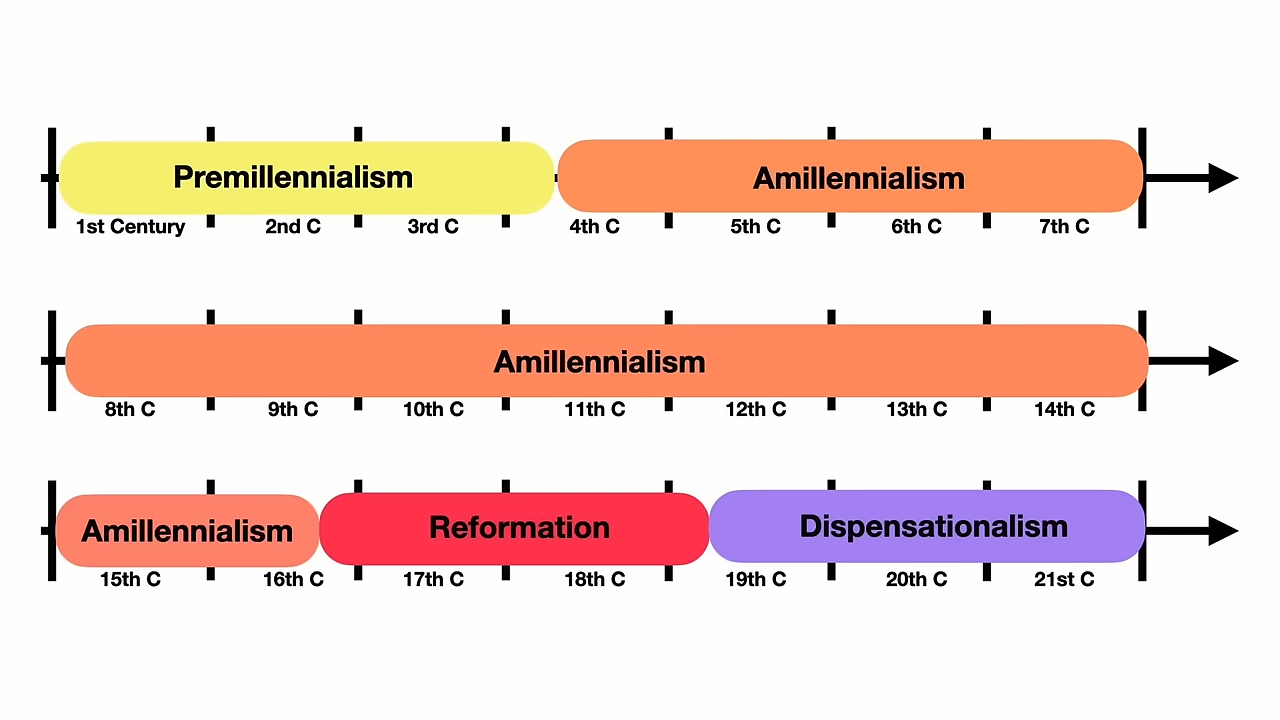 Premillennialism Amillennialism
1st Century 2nd C 3rd C 4th C 5th C 6th C 7th C
Amillennialism
8th C 9th C 10th C 11th C 12th C 13th C 14th C
Amillennialism Reformation Dispensationalism
15th C 16th C 17th C 18th C 19th C 20th C 21st C